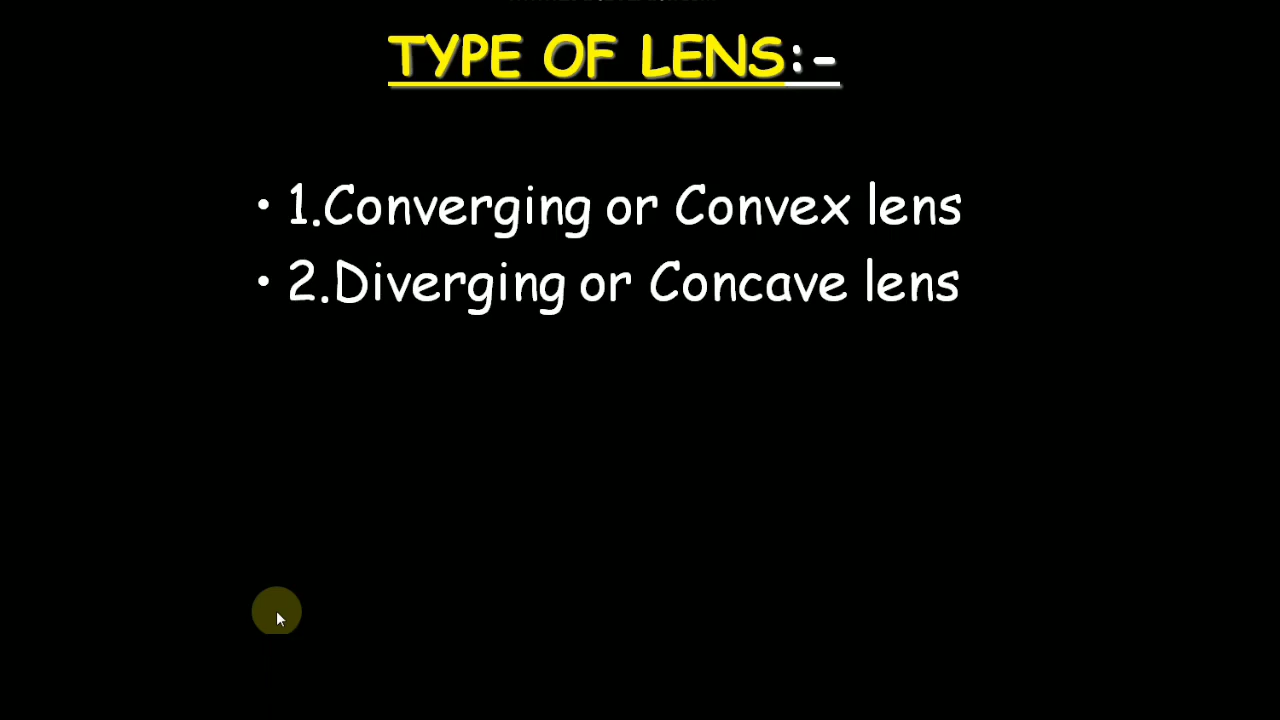 TYPE OF LENS:-
• 1.Converging or Convex lens
• 2.Diverging or Concave lens